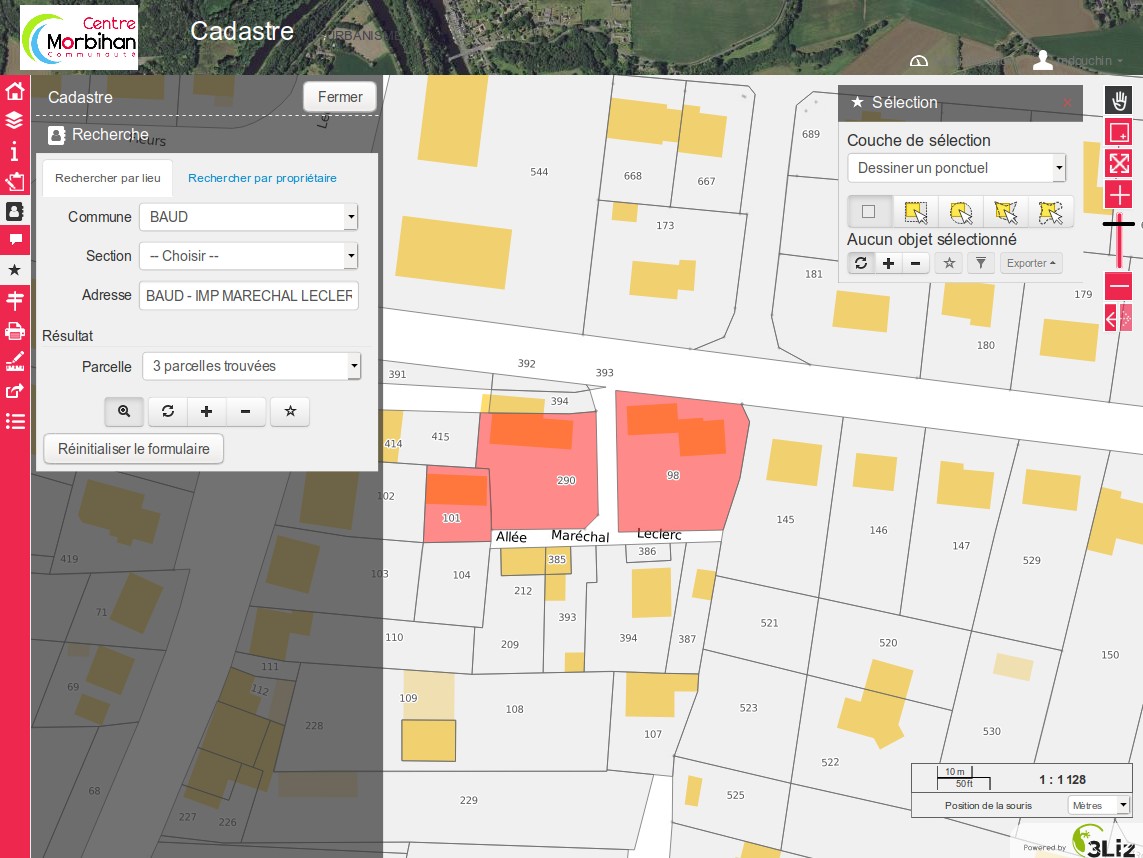 Centre
Morbihan
Communauté
Cadastre
URBANIS
Cadastre
Fermer
Recherche
Rechercher par lieu
Rechercher par propriétaire
Commune
BAUD
Section
-- Choisir --
Adresse
BAUD - IMP MARECHAL LECLER
Résultat
Parcelle
3 parcelles trouvées
Réinitialiser le formulaire
Sélection
Couche de sélection
Dessiner un ponctuel
Aucun objet sélectionné
Exporter
544
668
667
689
173
181
179
180
391
392
393
394
414
415
290
98
102
101
145
146
147
529
Allée Maréchal Leclerc
419
103
104
385
386
212
71
393
110
209
394
387
521
520
150
111
69
112
109
108
228
107
523
530
522
68
229
525
227
226
10 m
50 ft
1 : 1 128
Position de la souris
Mètres
Powered by
3Liz